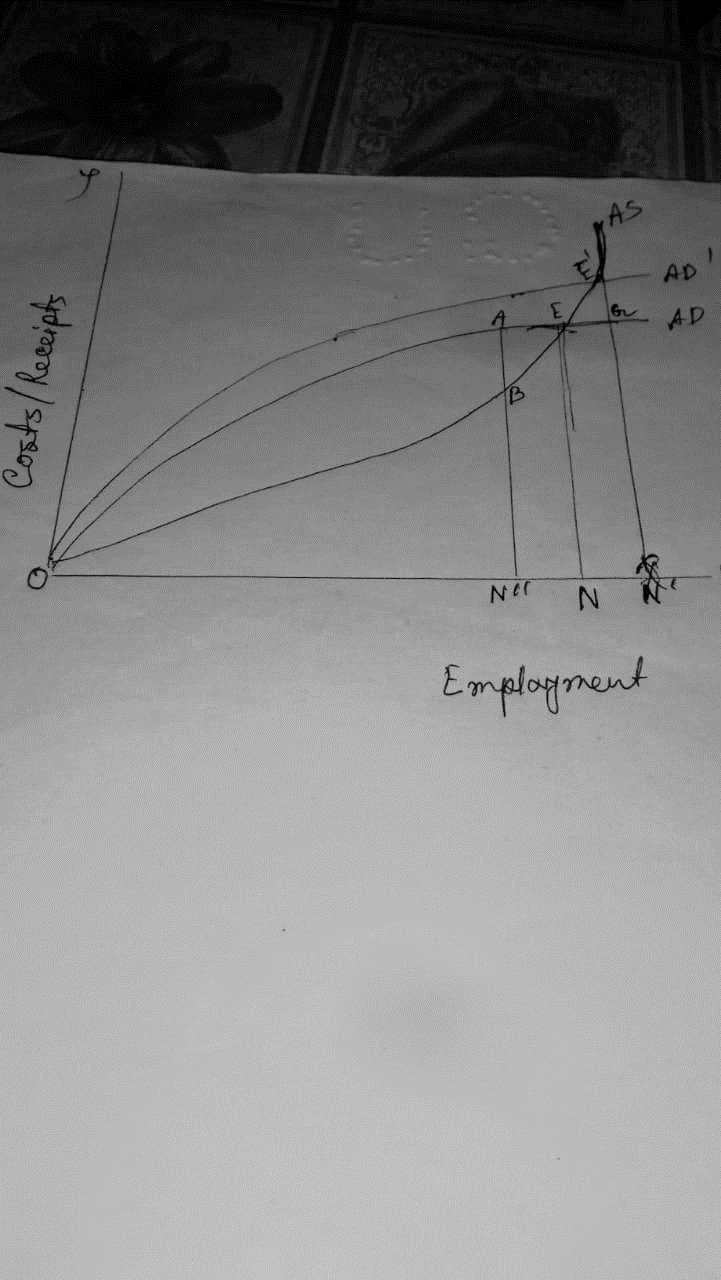 Y
AS
E'
AD'
A
E
G
AD
Costs/Receipts
B
O
N''
N
N'
Employment